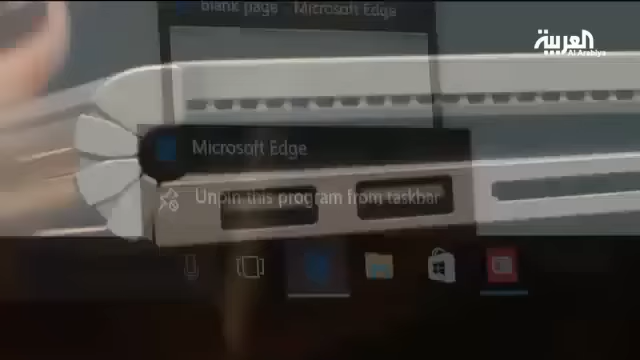 blank page - Microsoft Edge
العربية
Al Arabiya
Microsoft Edge
Unpin this program from taskbar